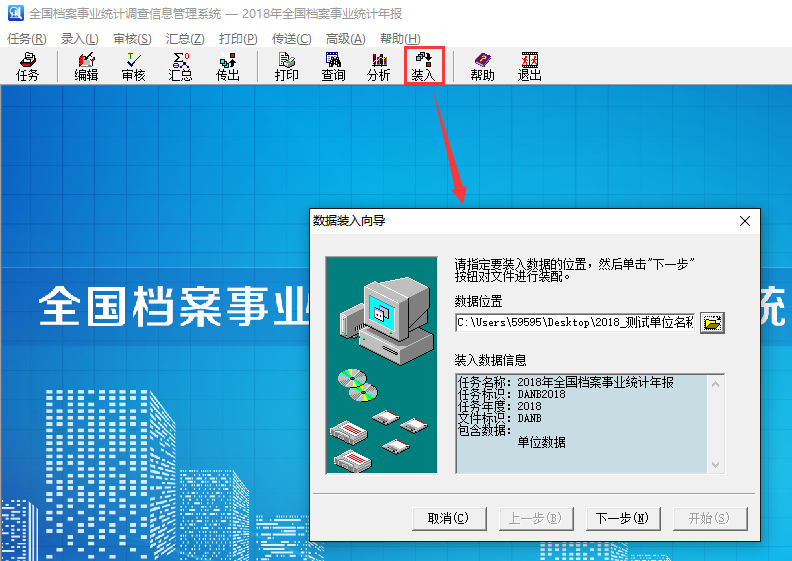 全国档案事业统计调查信息管理系统 — 2018年全国档案事业统计年报
任务(R) 录入(L) 审核(S) 汇总(Z) 打印(P) 传送(C) 高级(A) 帮助(H)
任务 编辑 审核 汇总 传出 打印 查询 分析 装入 帮助 退出
数据装入向导
请指定要装入数据的位置，然后单击"下一步"
按钮对文件进行装配。
数据位置
C:\Users\59595\Desktop\2018_测试单位名称
装入数据信息
任务名称：2018年全国档案事业统计年报
任务标识：DANB2018
任务年度：2018
文件标识：DANB
包含数据：
单位数据
全国档案事业 统
取消(C) 上一步(B) 下一步(N) 开始(S)